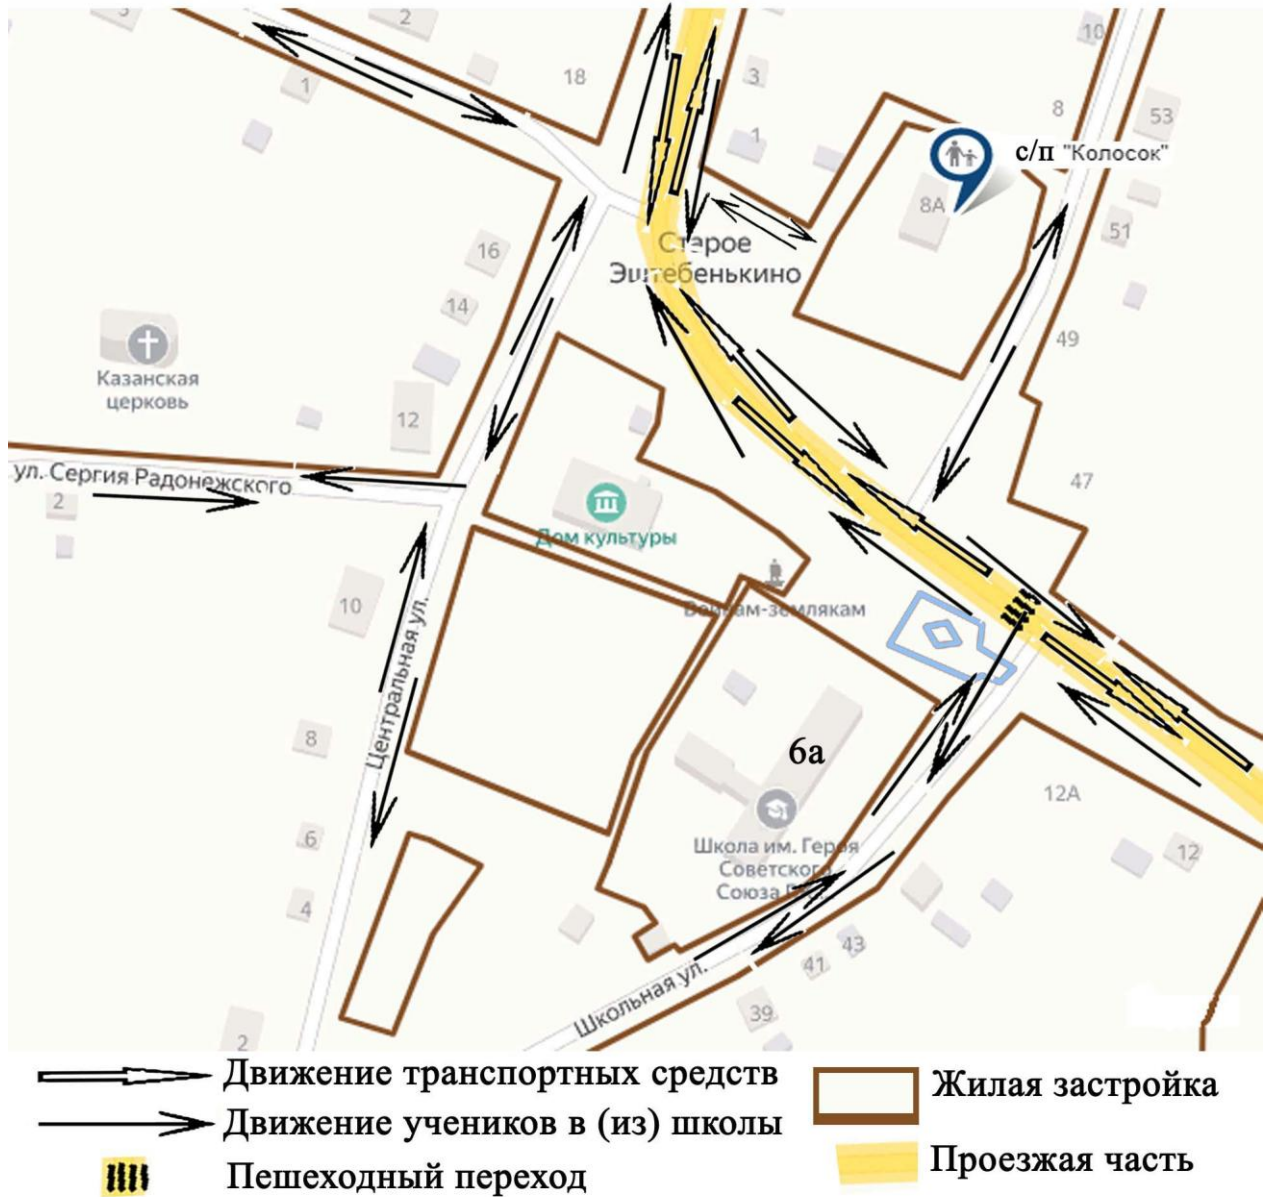 2
18
1
3
1
10
8
53
с/п "Колосок"
8А
51
Старое
Эштебенькино
16
14
49
Казанская
церковь
12
47
ул. Сергия Радонежского
2
Дом культуры
10
Центральная ул.
8
6а
12А
6
Школа им. Героя
Советского
Союза
12
4
43
41
Школьная ул.
39
2
Движение транспортных средств
Жилая застройка
Движение учеников в (из) школы
Пешеходный переход
Проезжая часть